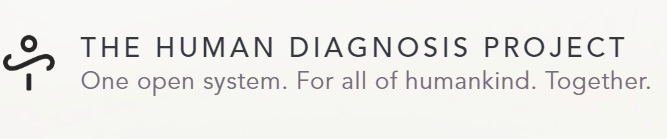 THE HUMAN DIAGNOSIS PROJECT
One open system. For all of humankind. Together.